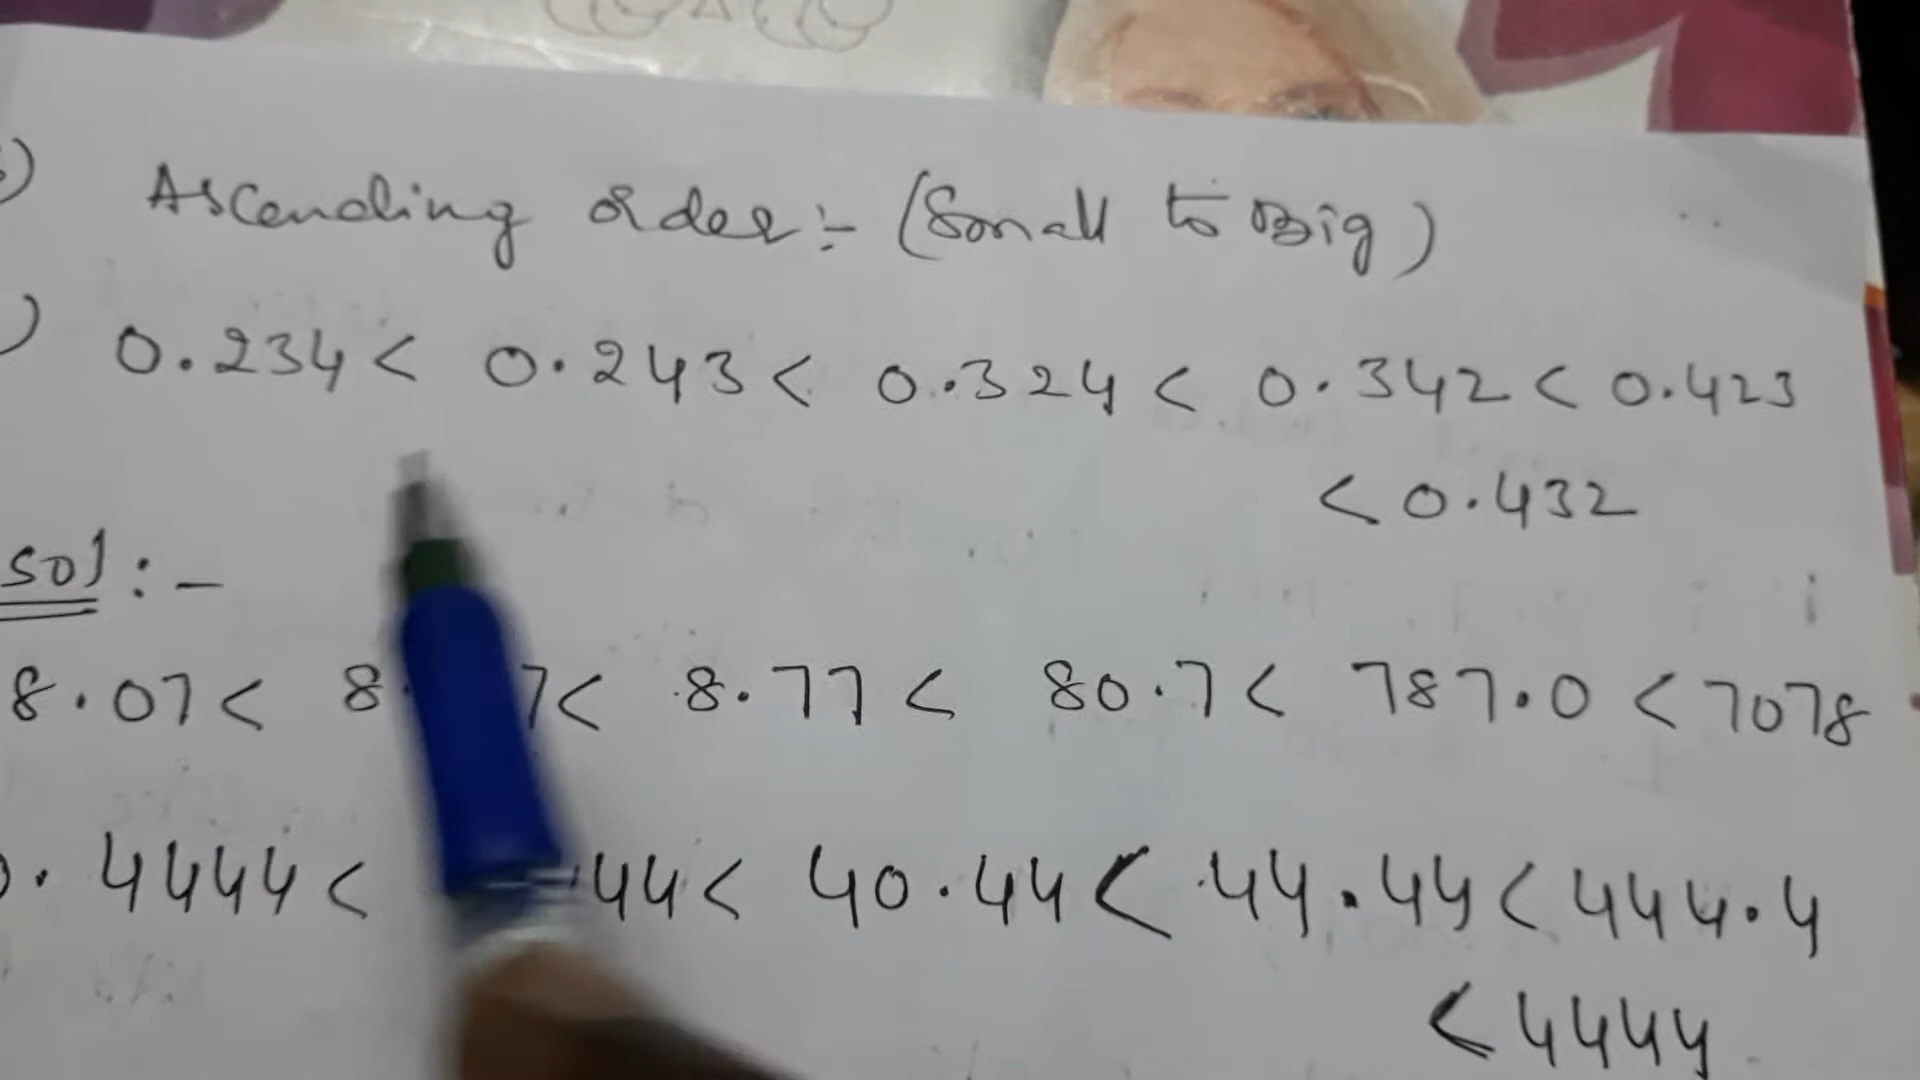 ) Ascending order:- (Small to Big)
) 0.234 < 0.243 < 0.324 < 0.342 < 0.423
< 0.432
sol:-
8.07 < 8 7 < 8.77 < 80.7 < 787.0 < 7078
. 4444 < 44 < 40.44 < 44.44 < 444.4
< 4444